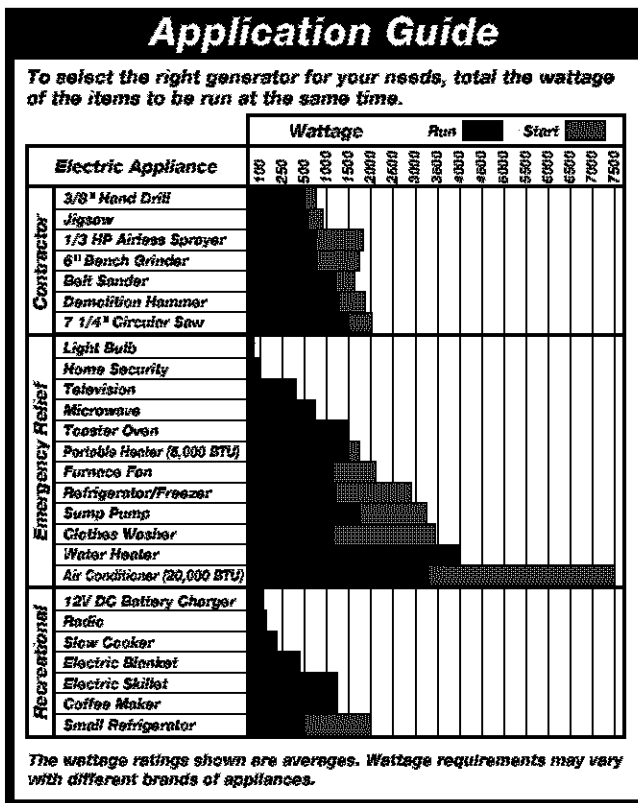 Application Guide
To select the right generator for your needs, total the wattage
of the items to be run at the same time.
Wattage Run Start
Electric Appliance 100 250 500 1000 1500 2000 2500 3000 3500 4000 4500 5000 5500 6000 6500 7000 7500
Contractor
3/8" Hand Drill
Jigsaw
1/3 HP Airless Sprayer
6" Bench Grinder
Belt Sander
Demolition Hammer
7 1/4" Circular Saw
Emergency Relief
Light Bulb
Home Security
Television
Microwave
Toaster Oven
Portable Heater (5,000 BTU)
Furnace Fan
Refrigerator/Freezer
Sump Pump
Clothes Washer
Water Heater
Air Conditioner (20,000 BTU)
Recreational
12V DC Battery Charger
Radio
Slow Cooker
Electric Blanket
Electric Skillet
Coffee Maker
Small Refrigerator
The wattage ratings shown are averages. Wattage requirements may vary
with different brands of appliances.